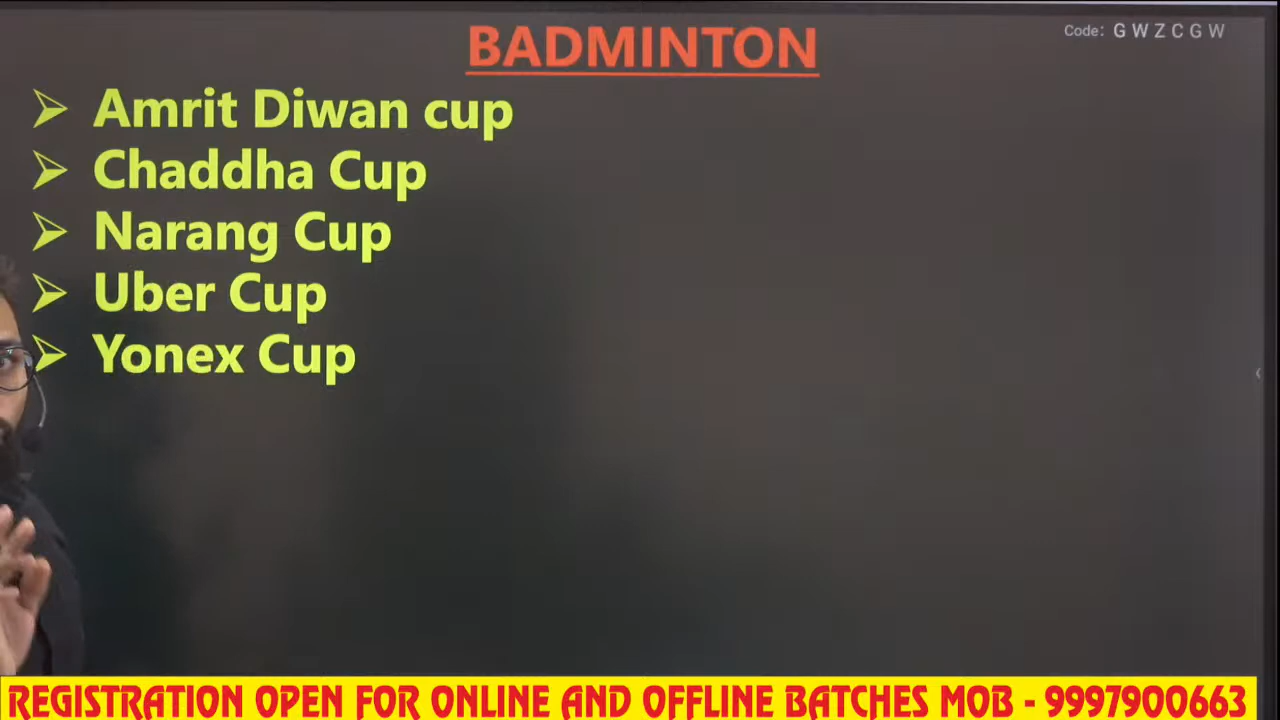 BADMINTON
Code: GWZCGW
➢ Amrit Diwan cup
➢ Chaddha Cup
➢ Narang Cup
➢ Uber Cup
➢ Yonex Cup
REGISTRATION OPEN FOR ONLINE AND OFFLINE BATCHES MOB - 9997900663